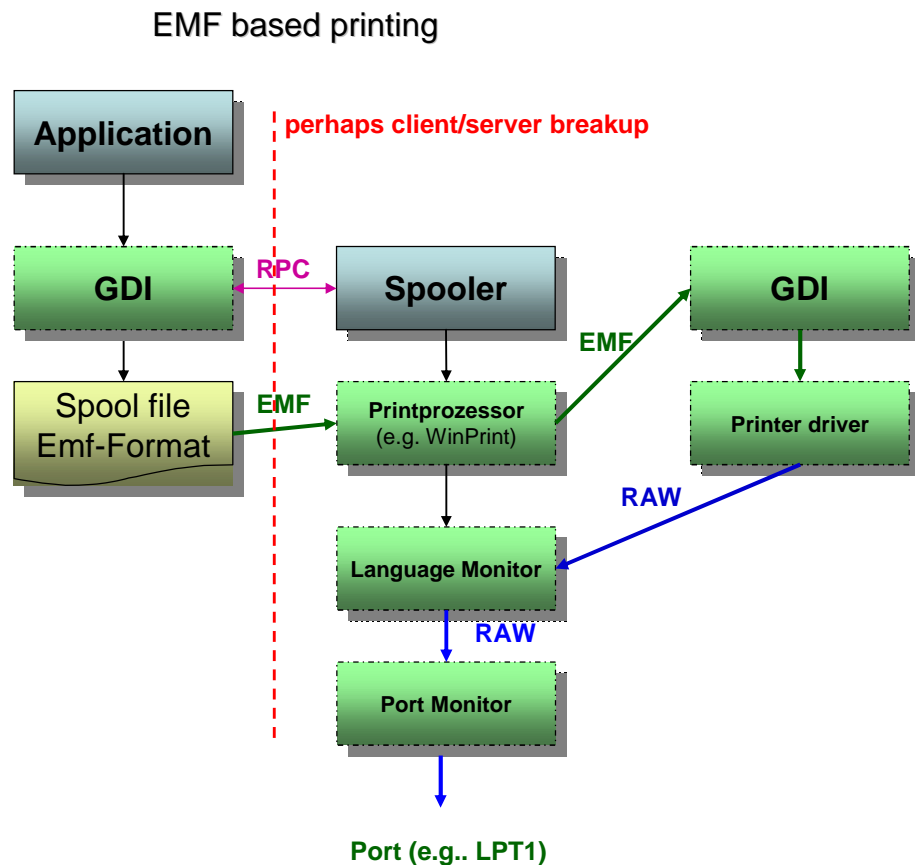 EMF based printing
Application
perhaps client/server breakup
GDI
RPC
Spooler
GDI
EMF
Spool file
Emf-Format
EMF
Printprozessor
(e.g. WinPrint)
Printer driver
RAW
Language Monitor
RAW
Port Monitor
Port (e.g.. LPT1)